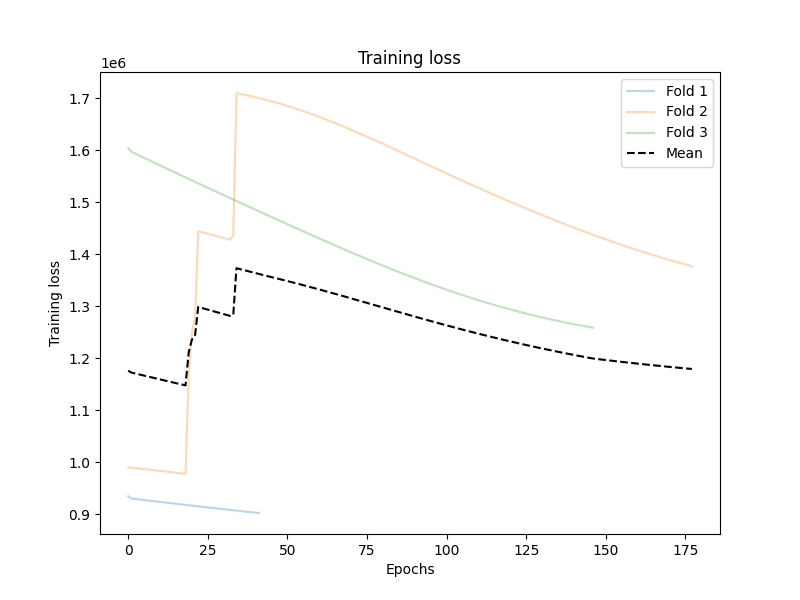 Training loss
1e6
Fold 1
Fold 2
Fold 3
Mean
Training loss
1.7
1.6
1.5
1.4
1.3
1.2
1.1
1.0
0.9
0 25 50 75 100 125 150 175
Epochs